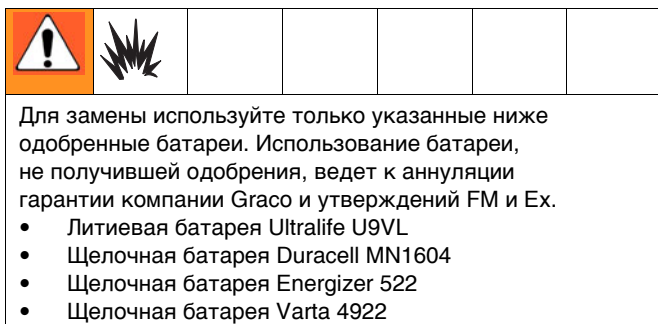 Для замены используйте только указанные ниже
одобренные батареи. Использование батареи,
не получившей одобрения, ведет к аннуляции
гарантии компании Graco и утверждений FM и Ex.
• Литиевая батарея Ultralife U9VL
• Щелочная батарея Duracell MN1604
• Щелочная батарея Energizer 522
• Щелочная батарея Varta 4922